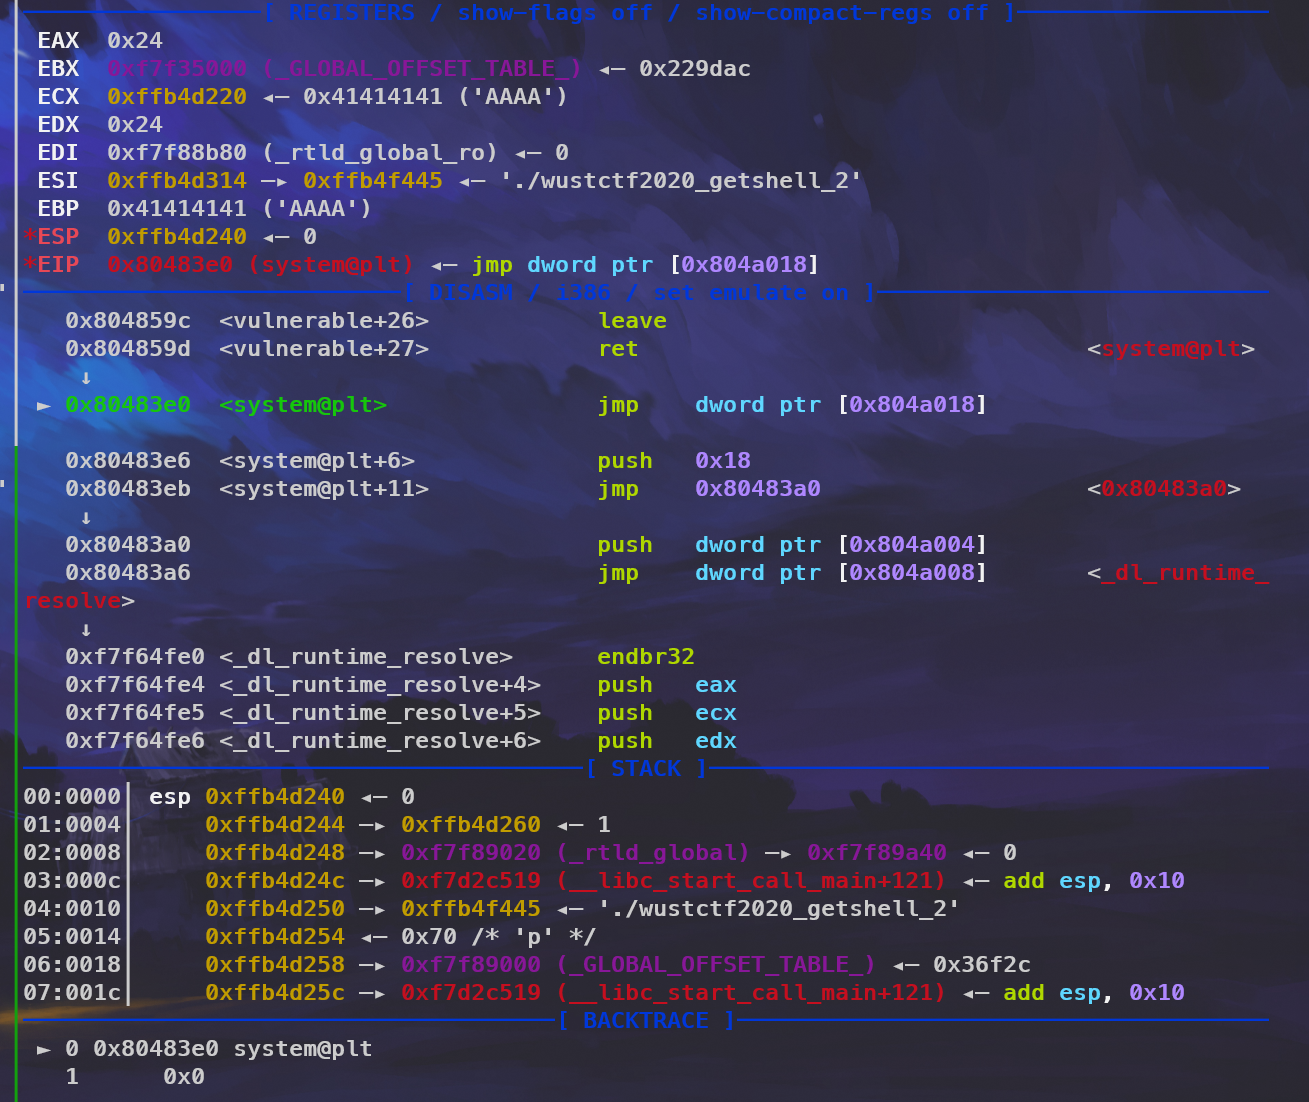 [ REGISTERS / show-flags off / show-compact-regs off ]
EAX  0x24
EBX  0xf7f35000 (_GLOBAL_OFFSET_TABLE_) ◂— 0x229dac
ECX  0xffb4d220 ◂— 0x41414141 ('AAAA')
EDX  0x24
EDI  0xf7f88b80 (_rtld_global_ro) ◂— 0
ESI  0xffb4d314 —▸ 0xffb4f445 ◂— './wustctf2020_getshell_2'
EBP  0x41414141 ('AAAA')
*ESP  0xffb4d240 ◂— 0
*EIP  0x80483e0 (system@plt) ◂— jmp dword ptr [0x804a018]
[ DISASM / i386 / set emulate on ]
0x804859c  <vulnerable+26>            leave
0x804859d  <vulnerable+27>            ret                                <system@plt>
↓
► 0x80483e0  <system@plt>               jmp    dword ptr [0x804a018]
0x80483e6  <system@plt+6>             push   0x18
0x80483eb  <system@plt+11>            jmp    0x80483a0                   <0x80483a0>
↓
0x80483a0                             push   dword ptr [0x804a004]
0x80483a6                             jmp    dword ptr [0x804a008]       <_dl_runtime_
resolve>
↓
0xf7f64fe0 <_dl_runtime_resolve>      endbr32
0xf7f64fe4 <_dl_runtime_resolve+4>    push   eax
0xf7f64fe5 <_dl_runtime_resolve+5>    push   ecx
0xf7f64fe6 <_dl_runtime_resolve+6>    push   edx
[ STACK ]
00:0000│ esp 0xffb4d240 ◂— 0
01:0004│     0xffb4d244 —▸ 0xffb4d260 ◂— 1
02:0008│     0xffb4d248 —▸ 0xf7f89020 (_rtld_global) —▸ 0xf7f89a40 ◂— 0
03:000c│     0xffb4d24c —▸ 0xf7d2c519 (__libc_start_call_main+121) ◂— add esp, 0x10
04:0010│     0xffb4d250 —▸ 0xffb4f445 ◂— './wustctf2020_getshell_2'
05:0014│     0xffb4d254 ◂— 0x70 /* 'p' */
06:0018│     0xffb4d258 —▸ 0xf7f89000 (_GLOBAL_OFFSET_TABLE_) ◂— 0x36f2c
07:001c│     0xffb4d25c —▸ 0xf7d2c519 (__libc_start_call_main+121) ◂— add esp, 0x10
[ BACKTRACE ]
► 0 0x80483e0 system@plt
1      0x0